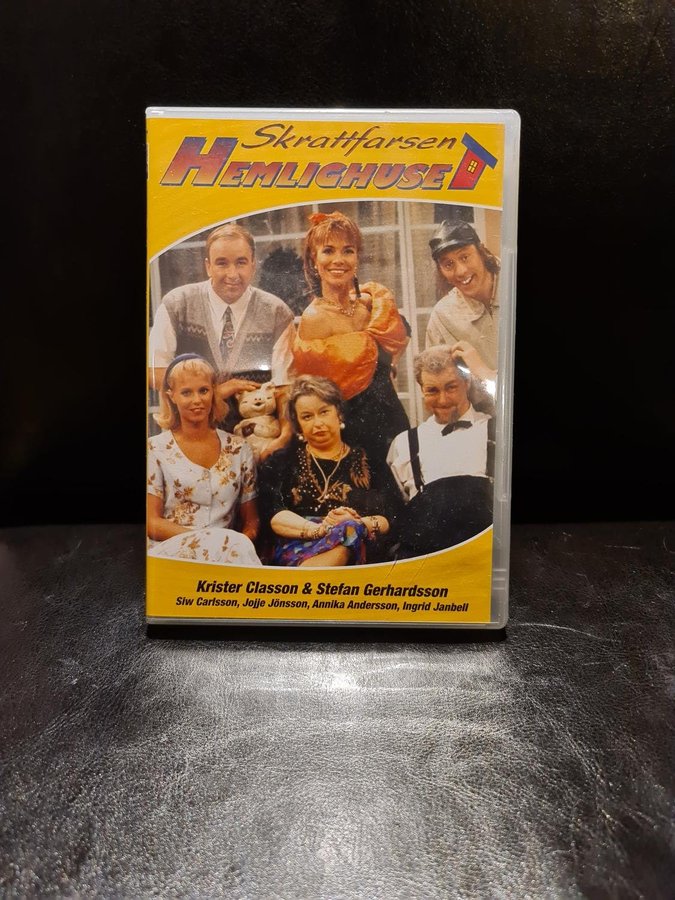 Skrattfarsen
HEMLIGHUSET
Krister Classon & Stefan Gerhardsson
Siw Carlsson, Jojje Jönsson, Annika Andersson, Ingrid Janbell